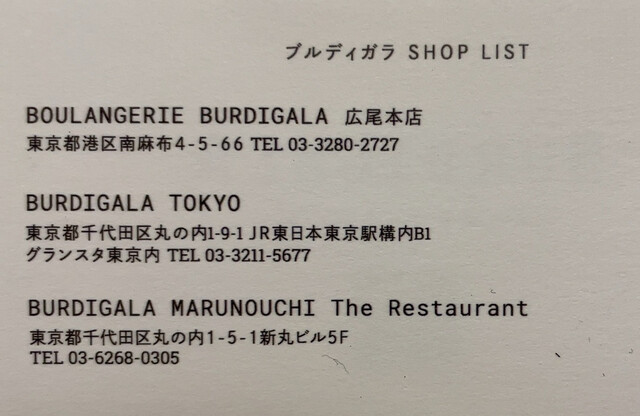 ブルディガラ SHOP LIST
BOULANGERIE BURDIGALA 広尾本店
東京都港区南麻布4-5-66 TEL 03-3280-2727
BURDIGALA TOKYO
東京都千代田区丸の内1-9-1 JR東日本東京駅構内B1
グランスタ東京内 TEL 03-3211-5677
BURDIGALA MARUNOUCHI The Restaurant
東京都千代田区丸の内1-5-1新丸ビル5F
TEL 03-6268-0305